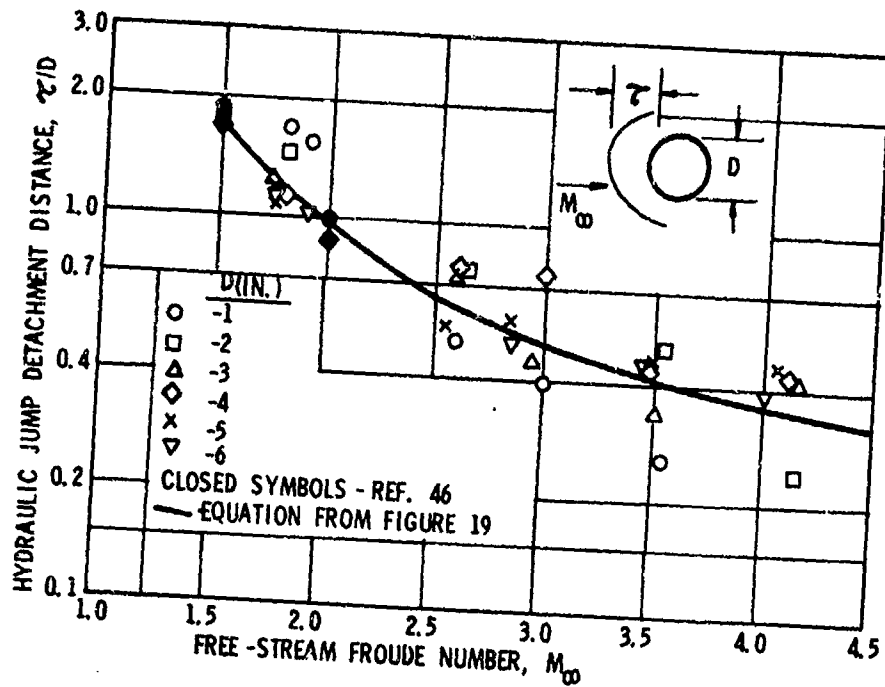 HYDRAULIC JUMP DETACHMENT DISTANCE, τ/D
3.0
2.0
1.0
0.7
0.4
0.2
0.1
τ
D
M∞
D(IN.)
○ -1
□ -2
△ -3
◇ -4
× -5
▽ -6
CLOSED SYMBOLS - REF. 46
EQUATION FROM FIGURE 19
1.0 1.5 2.0 2.5 3.0 3.5 4.0 4.5
FREE-STREAM FROUDE NUMBER, M∞